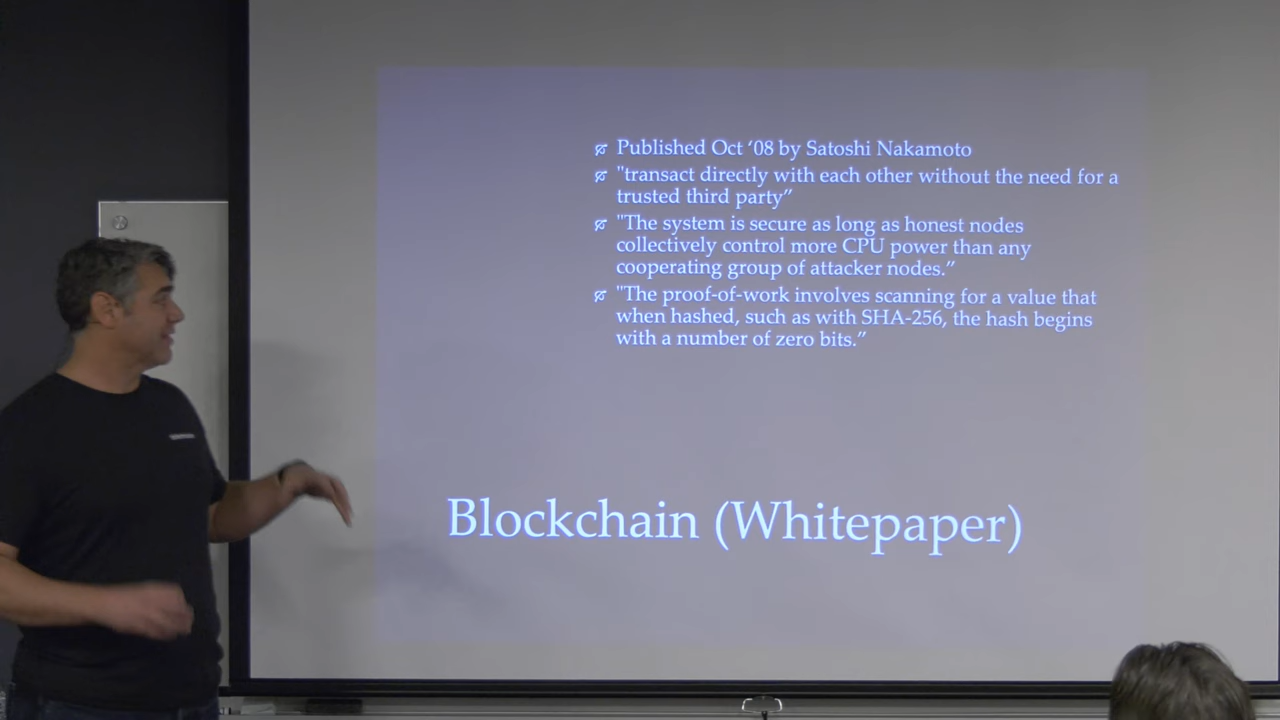 Published Oct ‘08 by Satoshi Nakamoto
"transact directly with each other without the need for a
trusted third party”
"The system is secure as long as honest nodes
collectively control more CPU power than any
cooperating group of attacker nodes.”
"The proof-of-work involves scanning for a value that
when hashed, such as with SHA-256, the hash begins
with a number of zero bits.”
Blockchain (Whitepaper)